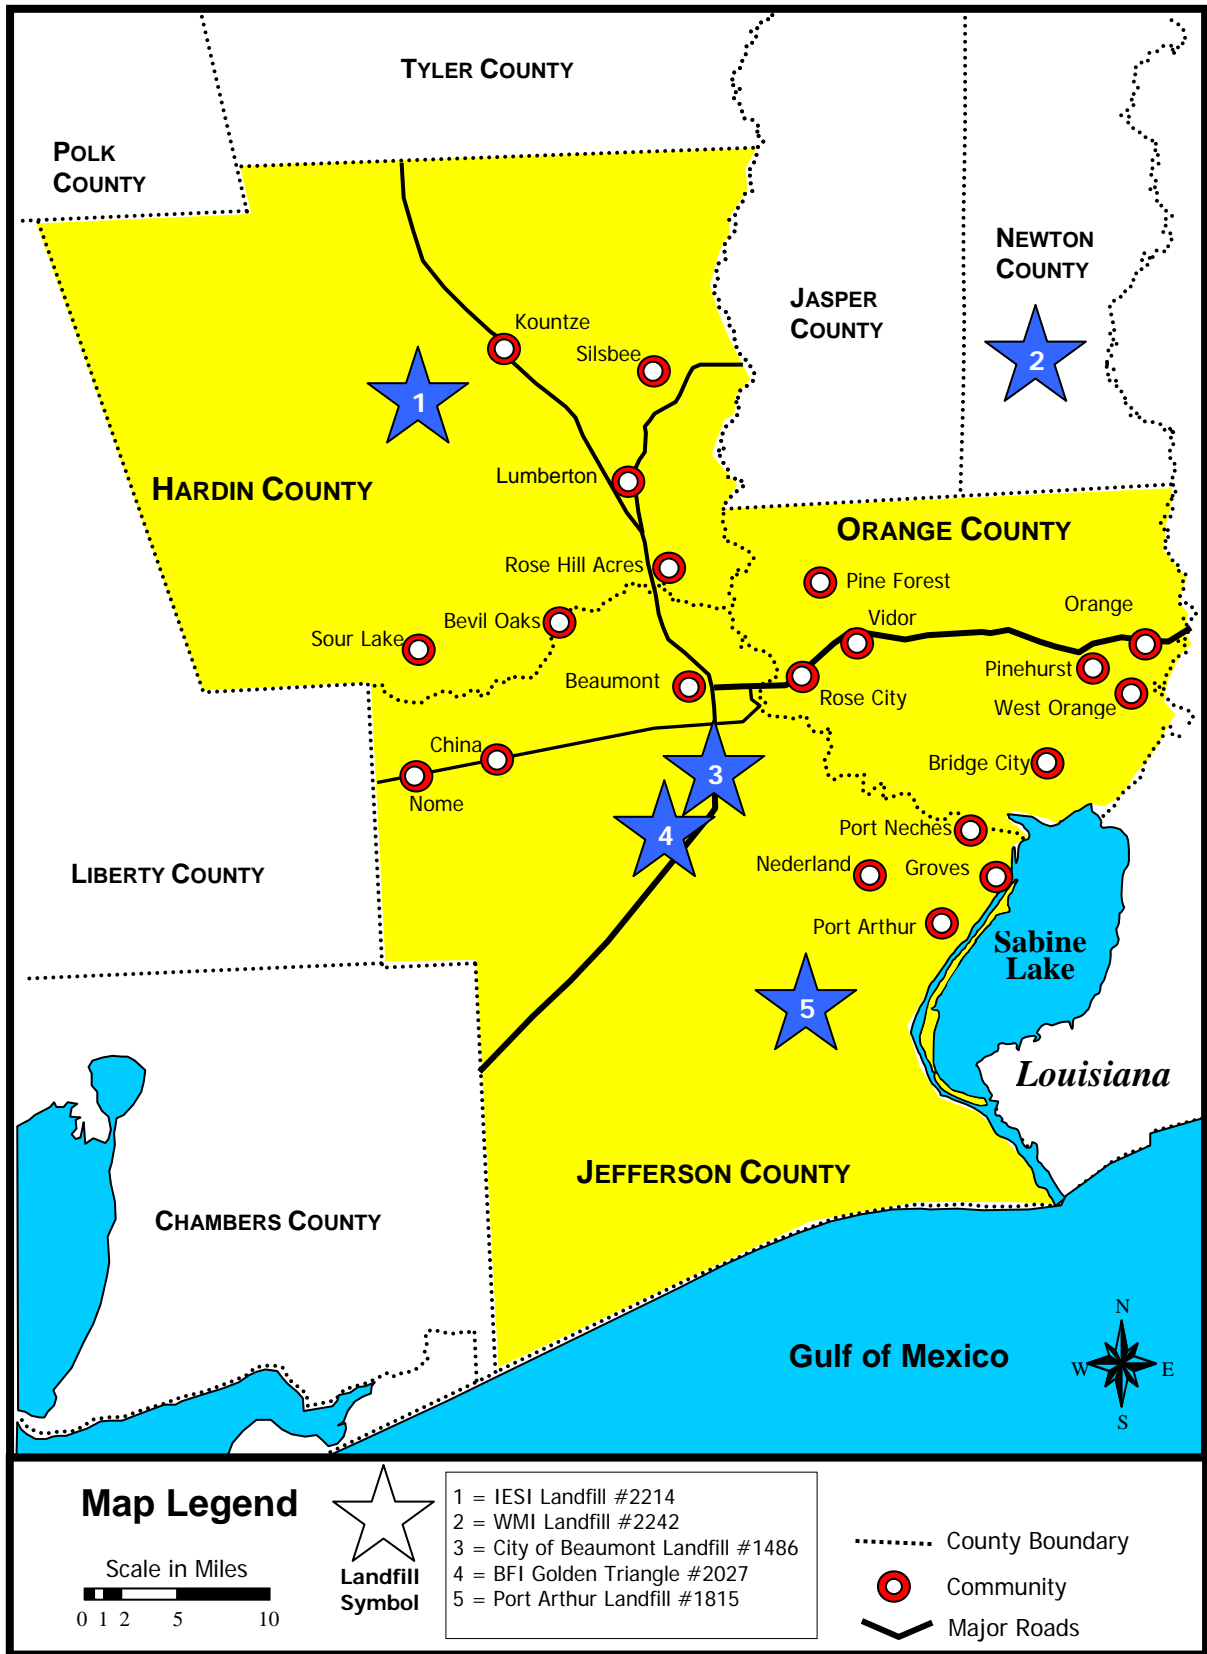 TYLER COUNTY
POLK
COUNTY
NEWTON
COUNTY
JASPER
COUNTY
2
Kountze
Silsbee
1
Lumberton
HARDIN COUNTY
ORANGE COUNTY
Rose Hill Acres
Pine Forest
Orange
Vidor
Bevil Oaks
Sour Lake
Pinehurst
Beaumont
Rose City
West Orange
China
Bridge City
3
Nome
Port Neches
4
Nederland
Groves
LIBERTY COUNTY
Port Arthur
Sabine
Lake
5
Louisiana
JEFFERSON COUNTY
CHAMBERS COUNTY
Gulf of Mexico
N
W E
S
Map Legend
Scale in Miles
0 1 2 5 10
Landfill
Symbol
1 = IESI Landfill #2214
2 = WMI Landfill #2242
3 = City of Beaumont Landfill #1486
4 = BFI Golden Triangle #2027
5 = Port Arthur Landfill #1815
County Boundary
Community
Major Roads